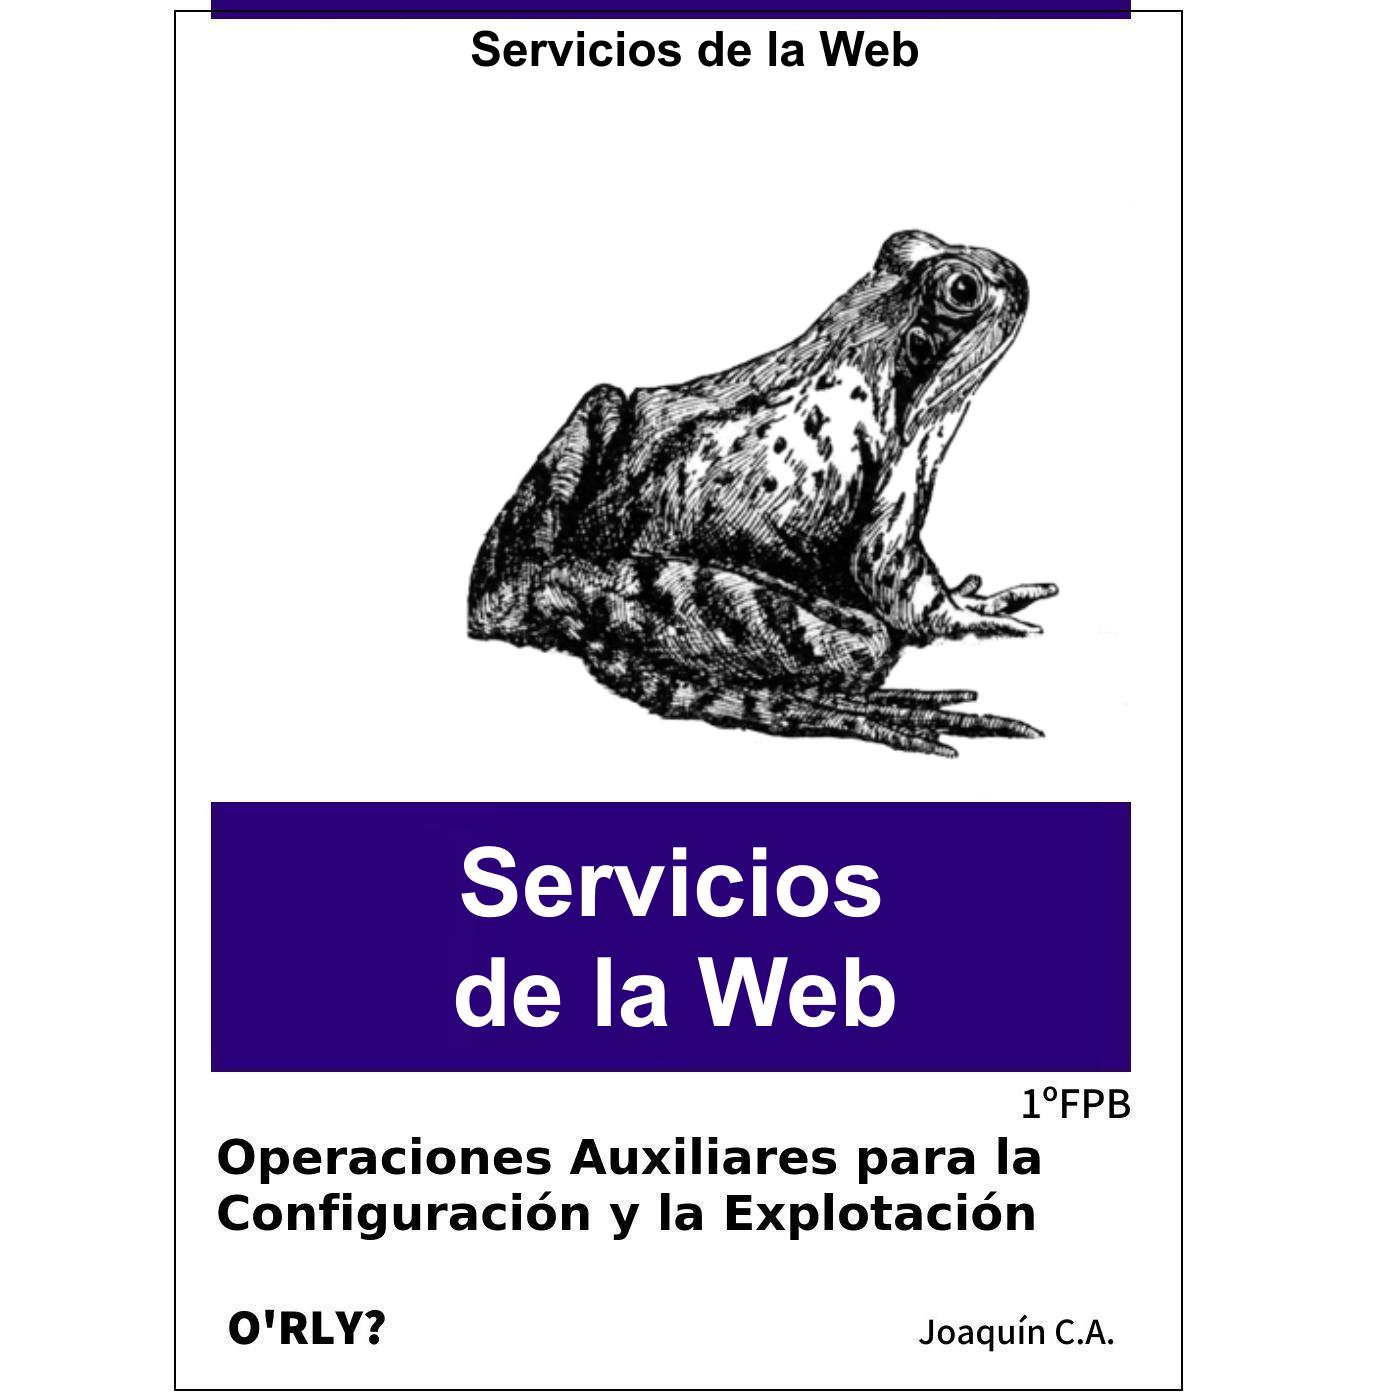 Servicios de la Web
Servicios
de la Web
1ºFPB
Operaciones Auxiliares para la
Configuración y la Explotación
O'RLY?
Joaquín C.A.